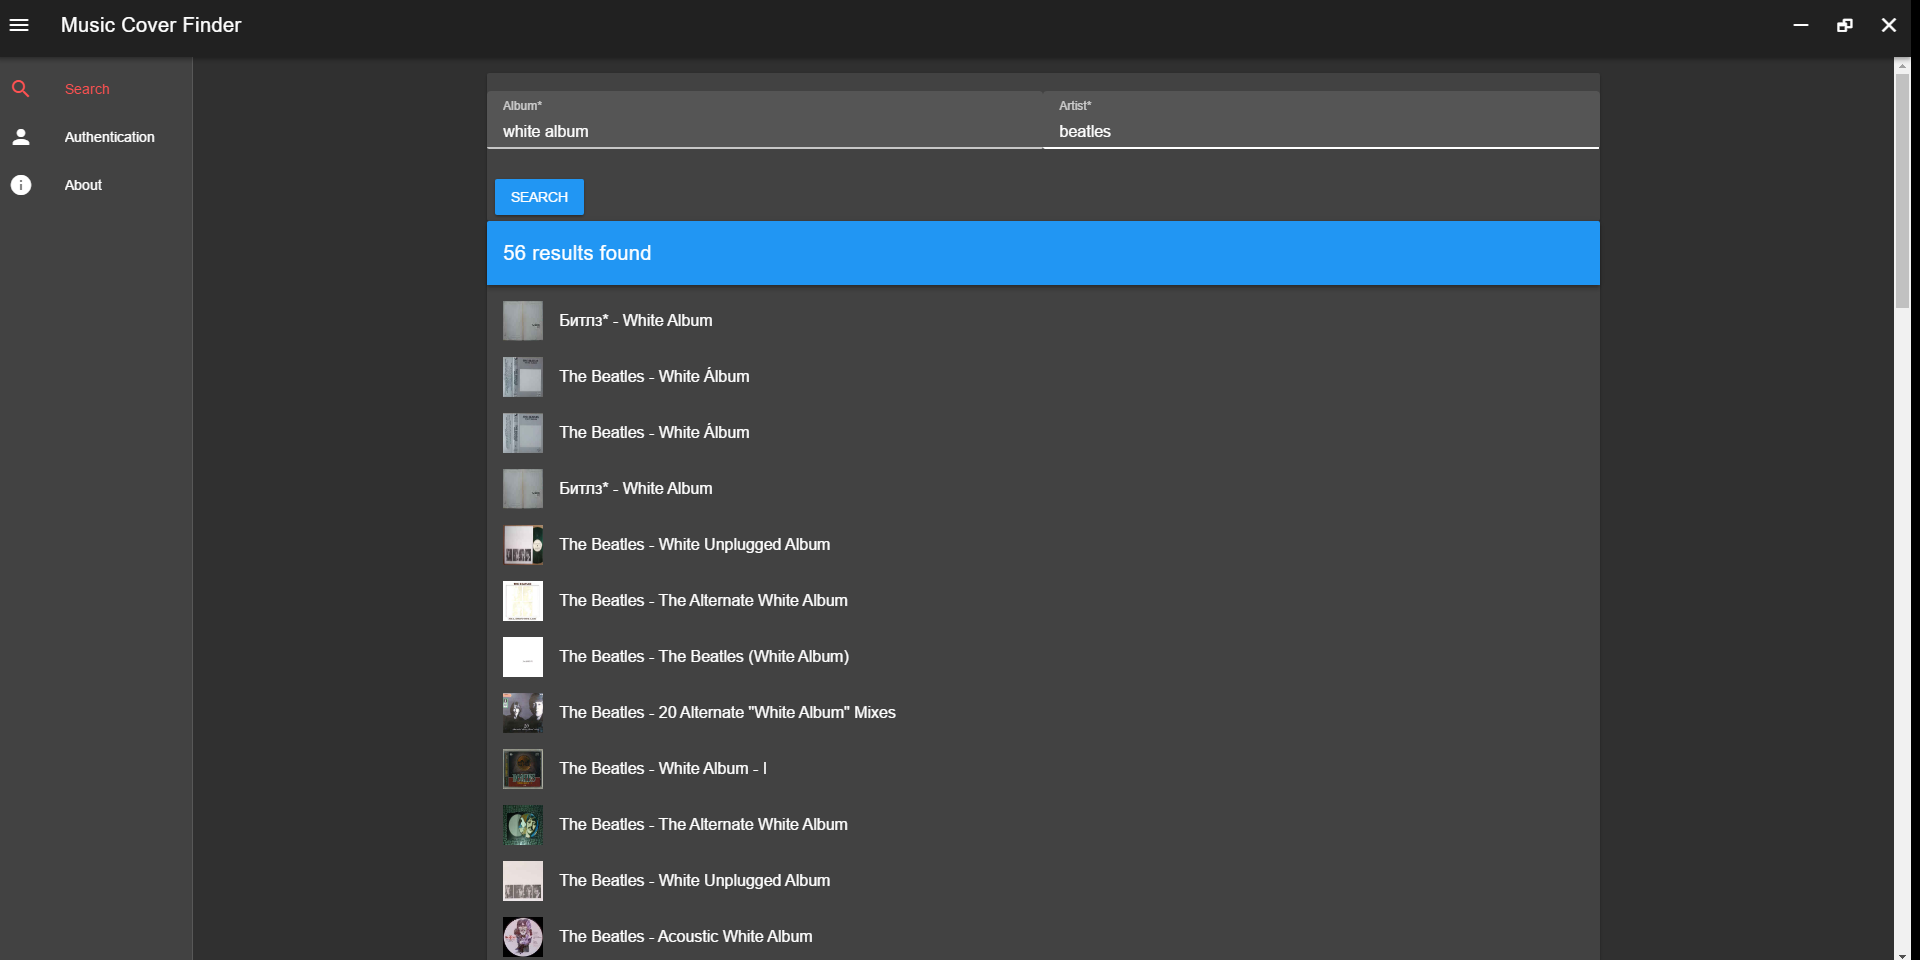 Music Cover Finder
Search
Authentication
About
Album*
Artist*
white album
beatles
SEARCH
56 results found
Битлз* - White Album
The Beatles - White Álbum
The Beatles - White Álbum
Битлз* - White Album
The Beatles - White Unplugged Album
The Beatles - The Alternate White Album
The Beatles - The Beatles (White Album)
The Beatles - 20 Alternate "White Album" Mixes
The Beatles - White Album - I
The Beatles - The Alternate White Album
The Beatles - White Unplugged Album
The Beatles - Acoustic White Album